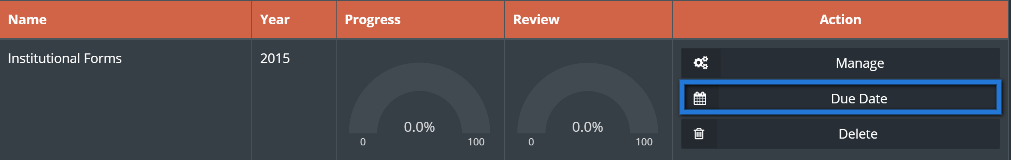 Name Year Progress Review Action
Institutional Forms 2015
Manage
Due Date
0.0% 0.0%
Delete
0 100 0 100